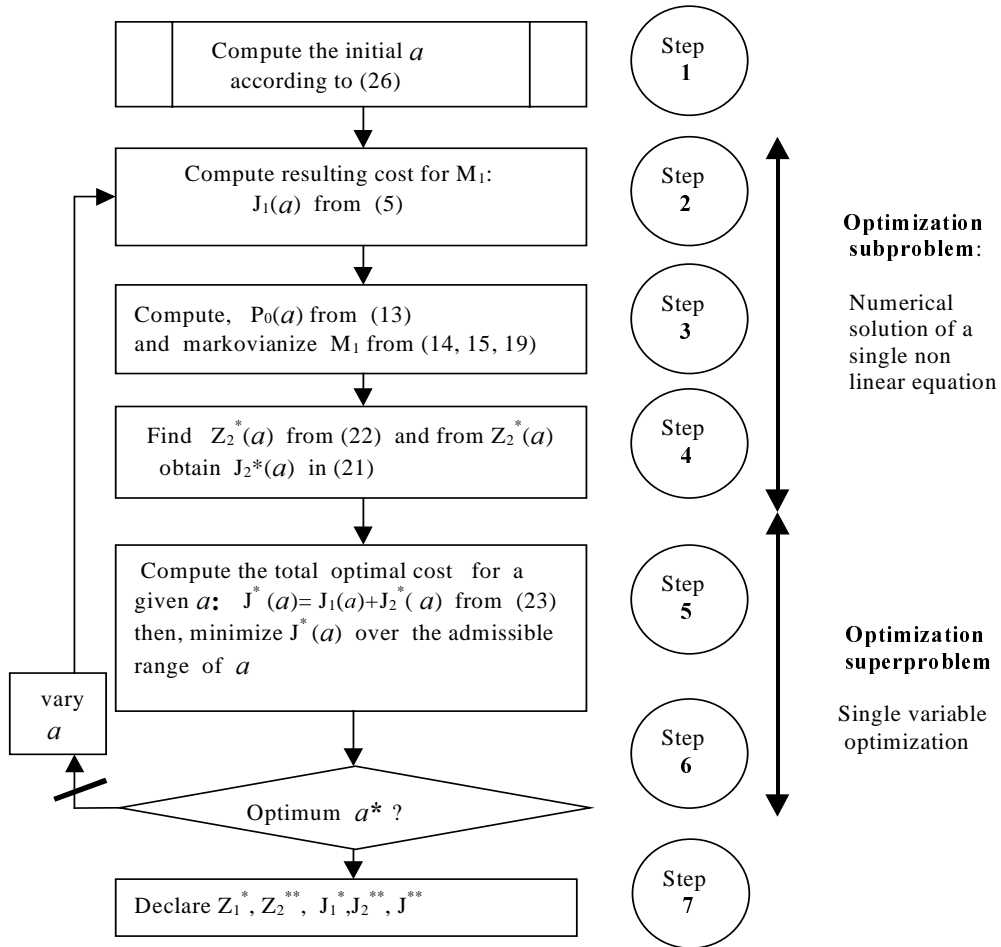 Compute the initial a
according to (26)
Step
1
Compute resulting cost for M₁:
J₁(a) from (5)
Step
2
Compute, P₀(a) from (13)
and markovianize M₁ from (14, 15, 19)
Step
3
Find Z₂*(a) from (22) and from Z₂*(a)
obtain J₂*(a) in (21)
Step
4
Optimization
subproblem:
Numerical
solution of a
single non
linear equation
Compute the total optimal cost for a
given a: J*(a)= J₁(a)+J₂*(a) from (23)
then, minimize J*(a) over the admissible
range of a
Step
5
vary
a
Step
6
Optimization
superproblem
Single variable
optimization
Optimum a* ?
Declare Z₁*, Z₂**, J₁*,J₂**, J**
Step
7